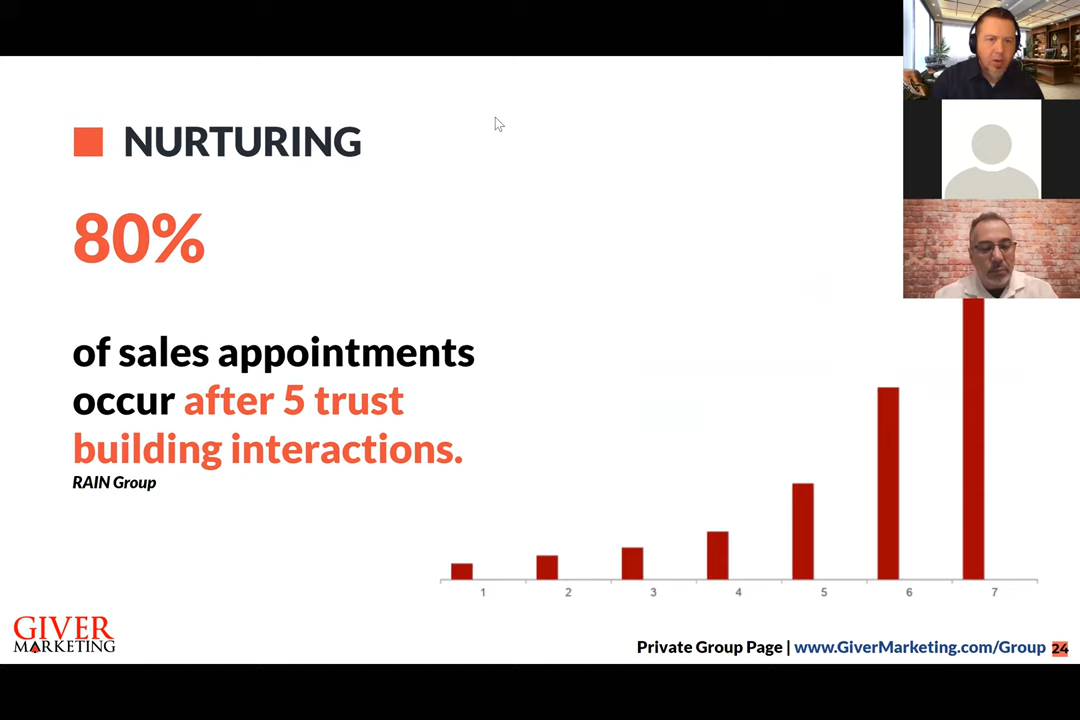 NURTURING
80%
of sales appointments
occur after 5 trust
building interactions.
RAIN Group
1 2 3 4 5 6 7
GIVER
MARKETING
Private Group Page | www.GiverMarketing.com/Group 24